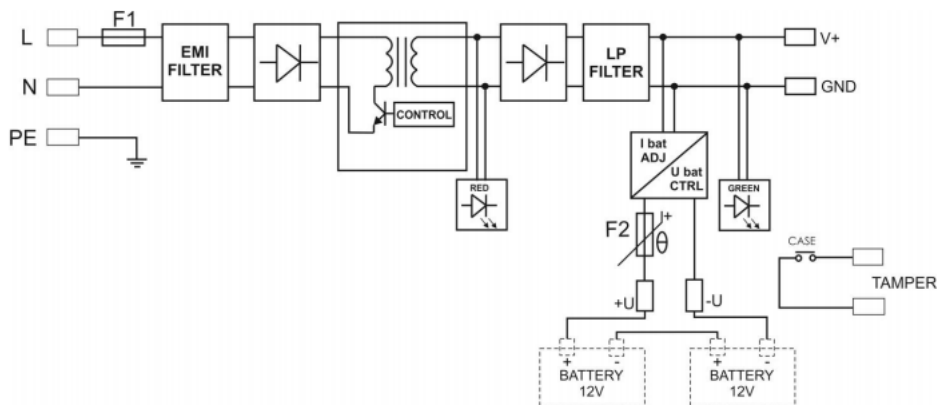 F1
L
EMI
FILTER
LP
FILTER
V+
N
GND
CONTROL
PE
I bat
ADJ
U bat
CTRL
RED
GREEN
F2
J+
θ
CASE
TAMPER
+U
-U
+ -
BATTERY
12V
+ -
BATTERY
12V